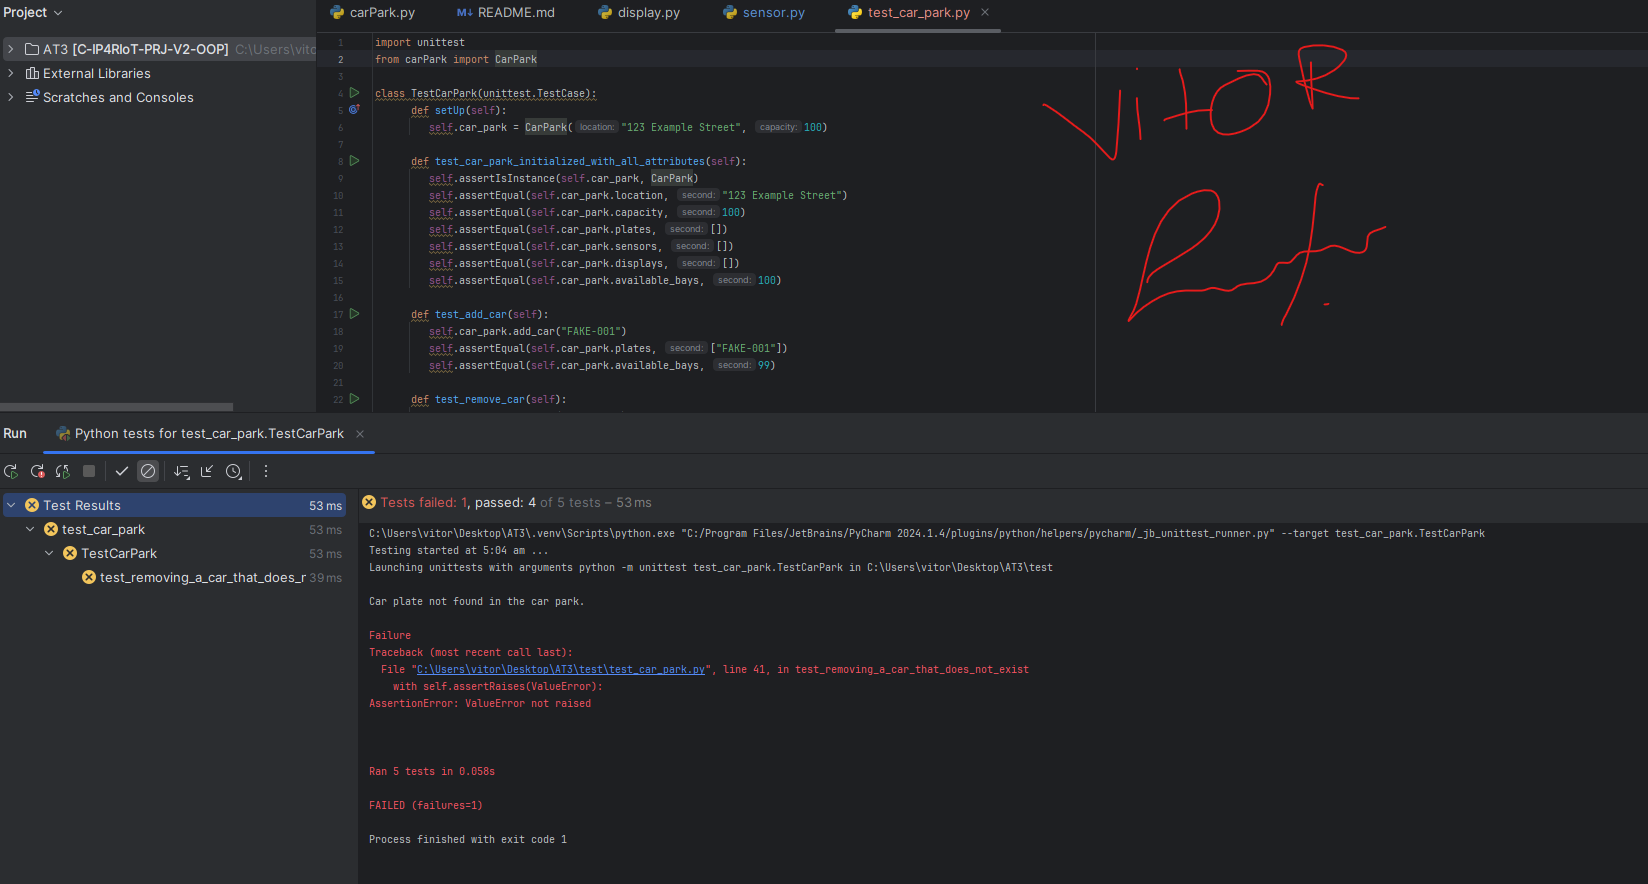 Project
carPark.py
README.md
display.py
sensor.py
test_car_park.py
AT3 [C-IP4RIoT-PRJ-V2-OOP] C:\Users\vito
External Libraries
Scratches and Consoles
1 import unittest
2 from carPark import CarPark
3
4 class TestCarPark(unittest.TestCase):
5 def setUp(self):
6 self.car_park = CarPark( location: "123 Example Street", capacity: 100)
7
8 def test_car_park_initialized_with_all_attributes(self):
9 self.assertIsInstance(self.car_park, CarPark)
10 self.assertEqual(self.car_park.location, second: "123 Example Street")
11 self.assertEqual(self.car_park.capacity, second: 100)
12 self.assertEqual(self.car_park.plates, second: [])
13 self.assertEqual(self.car_park.sensors, second: [])
14 self.assertEqual(self.car_park.displays, second: [])
15 self.assertEqual(self.car_park.available_bays, second: 100)
16
17 def test_add_car(self):
18 self.car_park.add_car("FAKE-001")
19 self.assertEqual(self.car_park.plates, second: ["FAKE-001"])
20 self.assertEqual(self.car_park.available_bays, second: 99)
21
22 def test_remove_car(self):
VitOR
Run
Python tests for test_car_park.TestCarPark
Test Results 53 ms
test_car_park 53 ms
TestCarPark 53 ms
test_removing_a_car_that_does_r 39 ms
Tests failed: 1, passed: 4 of 5 tests – 53 ms
C:\Users\vitor\Desktop\AT3\.venv\Scripts\python.exe "C:/Program Files/JetBrains/PyCharm 2024.1.4/plugins/python/helpers/pycharm/_jb_unittest_runner.py" --target test_car_park.TestCarPark
Testing started at 5:04 am ...
Launching unittests with arguments python -m unittest test_car_park.TestCarPark in C:\Users\vitor\Desktop\AT3\test
Car plate not found in the car park.
Failure
Traceback (most recent call last):
File "C:\Users\vitor\Desktop\AT3\test\test_car_park.py", line 41, in test_removing_a_car_that_does_not_exist
with self.assertRaises(ValueError):
AssertionError: ValueError not raised
Ran 5 tests in 0.058s
FAILED (failures=1)
Process finished with exit code 1